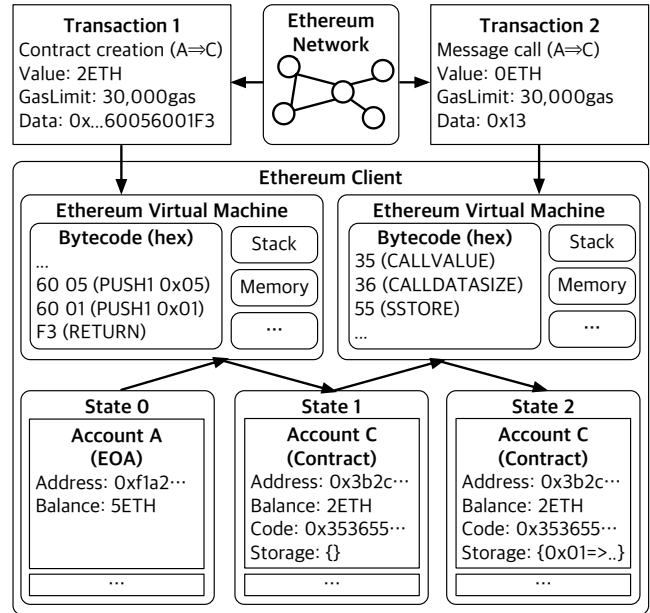 Transaction 1
Contract creation (A⇒C)
Value: 2ETH
GasLimit: 30,000gas
Data: 0x...60056001F3
Ethereum
Network
Transaction 2
Message call (A⇒C)
Value: 0ETH
GasLimit: 30,000gas
Data: 0x13
Ethereum Client
Ethereum Virtual Machine
Bytecode (hex)
...
60 05 (PUSH1 0x05)
60 01 (PUSH1 0x01)
F3 (RETURN)
Stack
Memory
...
Ethereum Virtual Machine
Bytecode (hex)
35 (CALLVALUE)
36 (CALLDATASIZE)
55 (SSTORE)
...
Stack
Memory
...
State 0
Account A
(EOA)
Address: 0xf1a2...
Balance: 5ETH
...
State 1
Account C
(Contract)
Address: 0x3b2c...
Balance: 2ETH
Code: 0x353655...
Storage: {}
...
State 2
Account C
(Contract)
Address: 0x3b2c...
Balance: 2ETH
Code: 0x353655...
Storage: {0x01=>..}
...